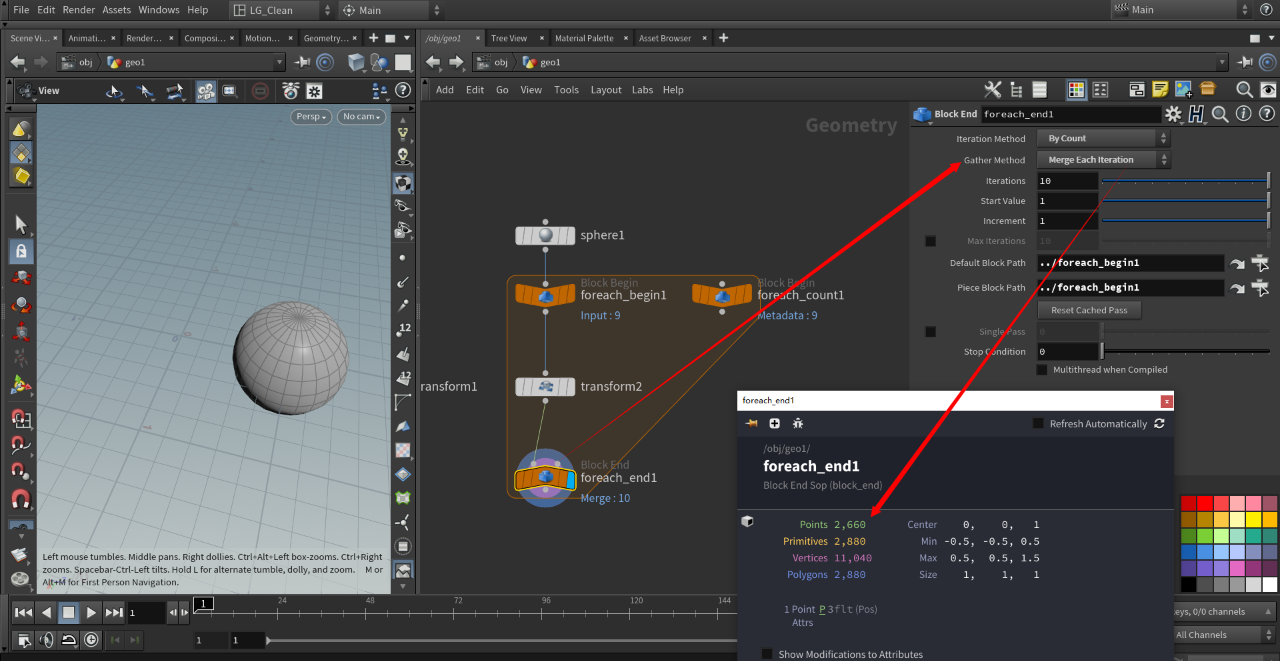 File Edit Render Assets Windows Help LG_Clean Main Main
Scene Vi... Animati... Render... Composi... Motion... Geometry...
/obj/geo1 Tree View Material Palette Asset Browser
obj geo1
obj geo1
View
Add Edit Go View Tools Layout Labs Help
Persp No cam
Geometry
Block End foreach_end1
Iteration Method By Count
Gather Method Merge Each Iteration
Iterations 10
Start Value 1
Increment 1
Max Iterations 10
Default Block Path ../foreach_begin1
Piece Block Path ../foreach_begin1
Reset Cached Pass
Single Pass 0
Stop Condition 0
Multithread when Compiled
sphere1
Block Begin
foreach_begin1
Input : 9
Block Begin
foreach_count1
Metadata : 9
ransform1
transform2
Block End
foreach_end1
Merge : 10
12
12
Left mouse tumbles. Middle pans. Right dollies. Ctrl+Alt+Left box-zooms. Ctrl+Right
zooms. Spacebar-Ctrl-Left tilts. Hold L for alternate tumble, dolly, and zoom. M or
Alt+M for First Person Navigation.
foreach_end1
Refresh Automatically
/obj/geo1/
foreach_end1
Block End Sop (block_end)
Points 2,660 Center 0, 0, 1
Primitives 2,880 Min -0.5, -0.5, 0.5
Vertices 11,040 Max 0.5, 0.5, 1.5
Polygons 2,880 Size 1, 1, 1
1 Point P 3flt (Pos)
Attrs
Show Modifications to Attributes
1 1 24 48 72 96 120 144
1 1
eys, 0/0 channels
All Channels